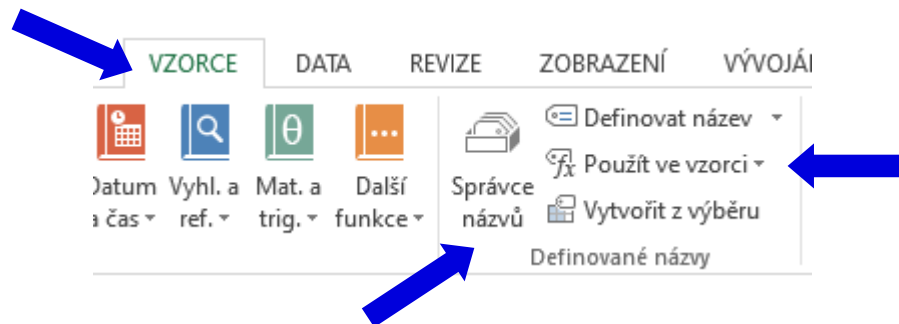 VZORCE DATA REVIZE ZOBRAZENÍ VÝVOJÁ
Definovat název
Použít ve vzorci
Vytvořit z výběru
Datum a čas
Vyhl. a ref.
Mat. a trig.
Další funkce
Správce názvů
Definované názvy